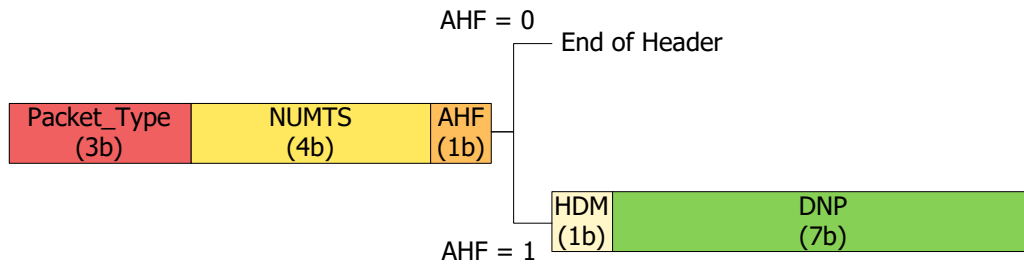 AHF = 0
End of Header
Packet_Type
(3b)
NUMTS
(4b)
AHF
(1b)
HDM
(1b)
DNP
(7b)
AHF = 1